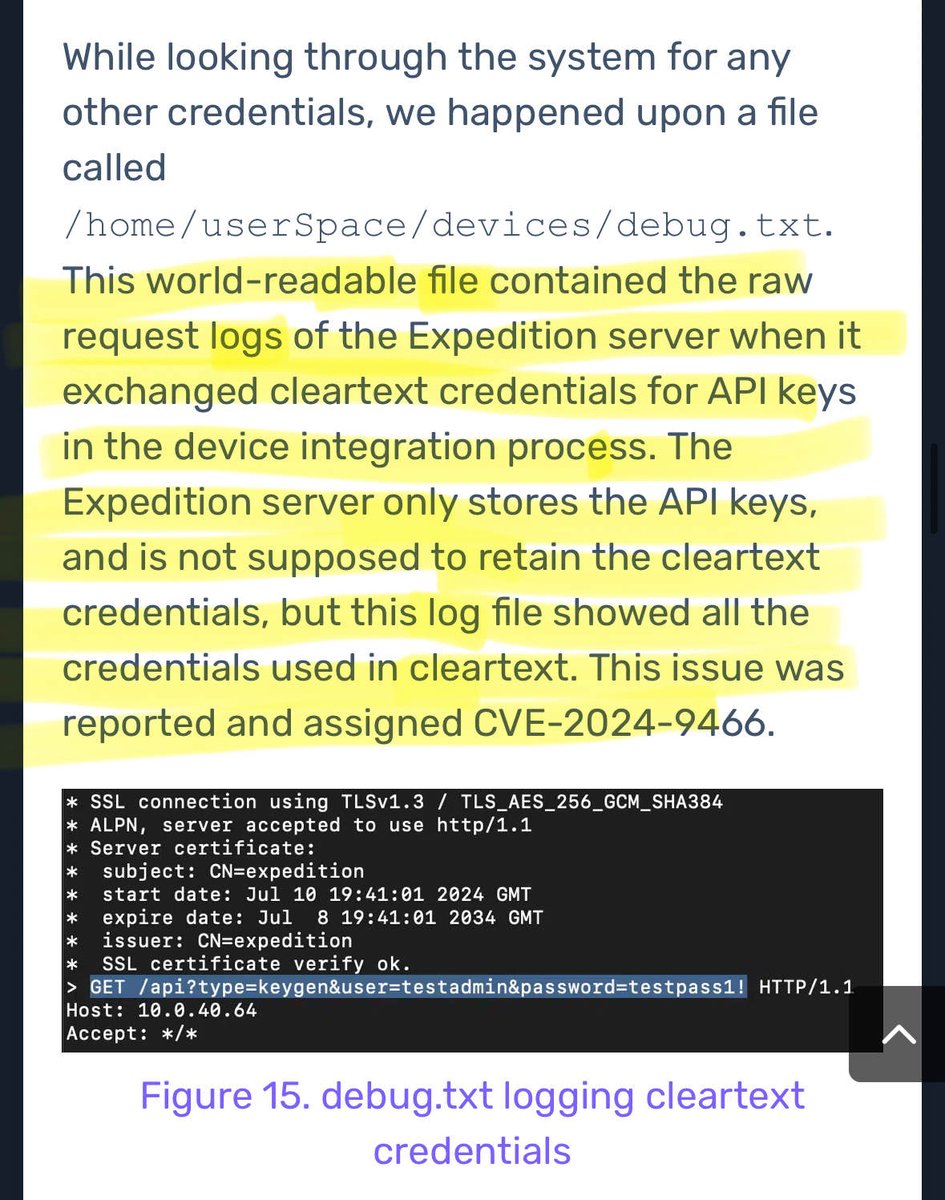 While looking through the system for any
other credentials, we happened upon a file
called
/home/userSpace/devices/debug.txt.
This world-readable file contained the raw
request logs of the Expedition server when it
exchanged cleartext credentials for API keys
in the device integration process. The
Expedition server only stores the API keys,
and is not supposed to retain the cleartext
credentials, but this log file showed all the
credentials used in cleartext. This issue was
reported and assigned CVE-2024-9466.
* SSL connection using TLSv1.3 / TLS_AES_256_GCM_SHA384
* ALPN, server accepted to use http/1.1
* Server certificate:
*  subject: CN=expedition
*  start date: Jul 10 19:41:01 2024 GMT
*  expire date: Jul  8 19:41:01 2034 GMT
*  issuer: CN=expedition
*  SSL certificate verify ok.
> GET /api?type=keygen&user=testadmin&password=testpass1! HTTP/1.1
Host: 10.0.40.64
Accept: */*
Figure 15. debug.txt logging cleartext
credentials